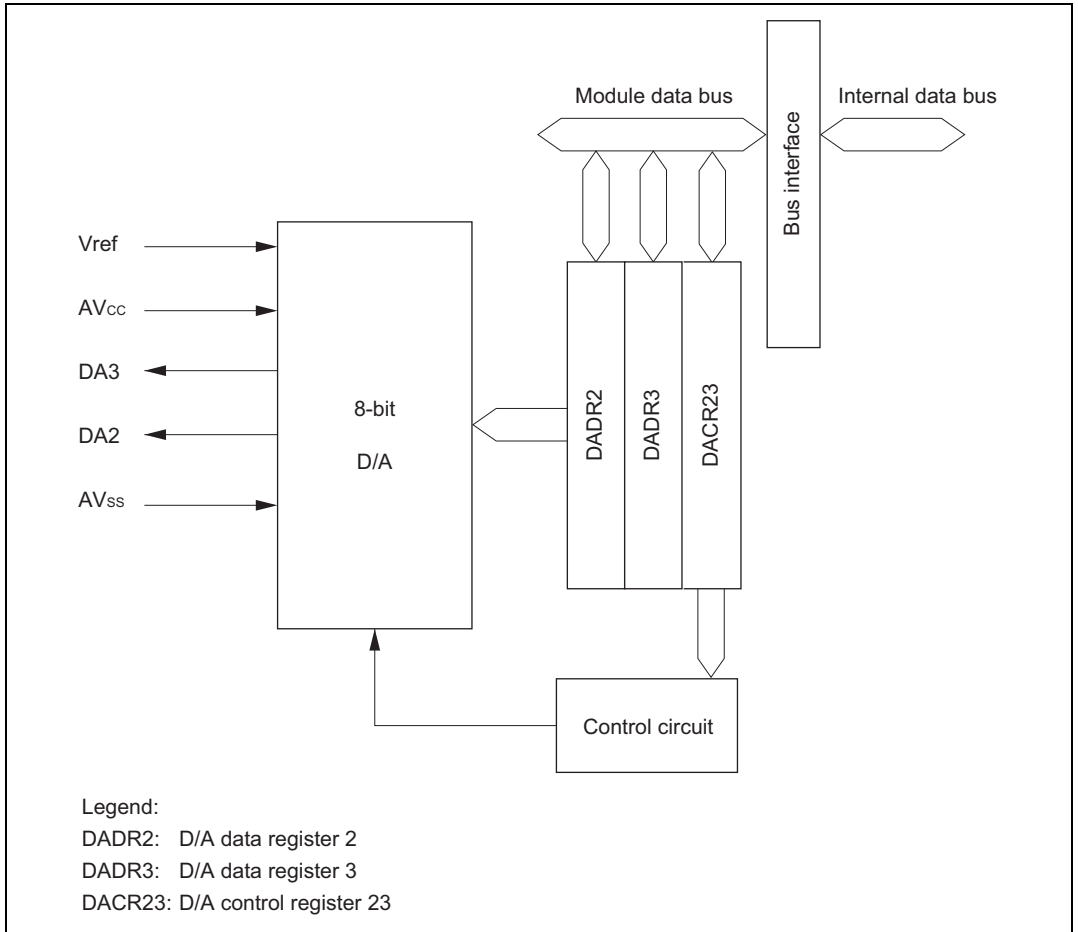 Module data bus
Internal data bus
Bus interface
Vref
AVCC
DA3
DA2
AVSS
8-bit
D/A
DADR2
DADR3
DACR23
Control circuit
Legend:
DADR2: D/A data register 2
DADR3: D/A data register 3
DACR23: D/A control register 23